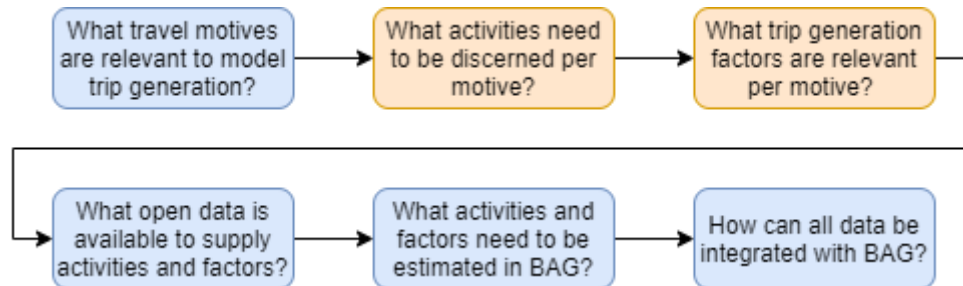 What travel motives
are relevant to model
trip generation?
What activities need
to be discerned per
motive?
What trip generation
factors are relevant
per motive?
What open data is
available to supply
activities and factors?
What activities and
factors need to be
estimated in BAG?
How can all data be
integrated with BAG?